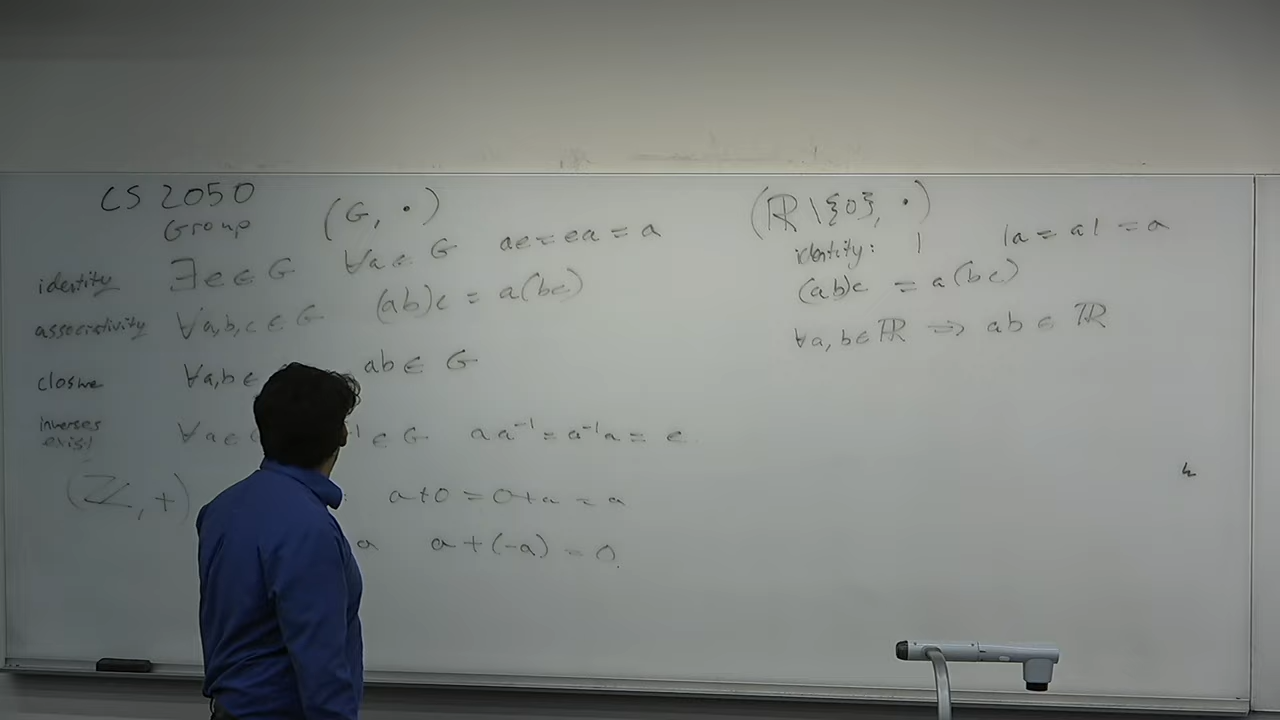 CS 2050
Group (G, ·)
identity ∃e∈G ∀a∈G ae=ea=a
associativity ∀a,b,c∈G (ab)c = a(bc)
closure ∀a,b∈ ab∈G
inverses exist ∀a∈ ∈G aa⁻¹=a⁻¹a=e
(ℤ,+) a+0=0+a=a
a a+(-a)=0
(ℝ\{0}, ·)
identity: 1 1a=a1=a
(ab)c = a(bc)
∀a,b∈ℝ ⇒ ab∈ℝ